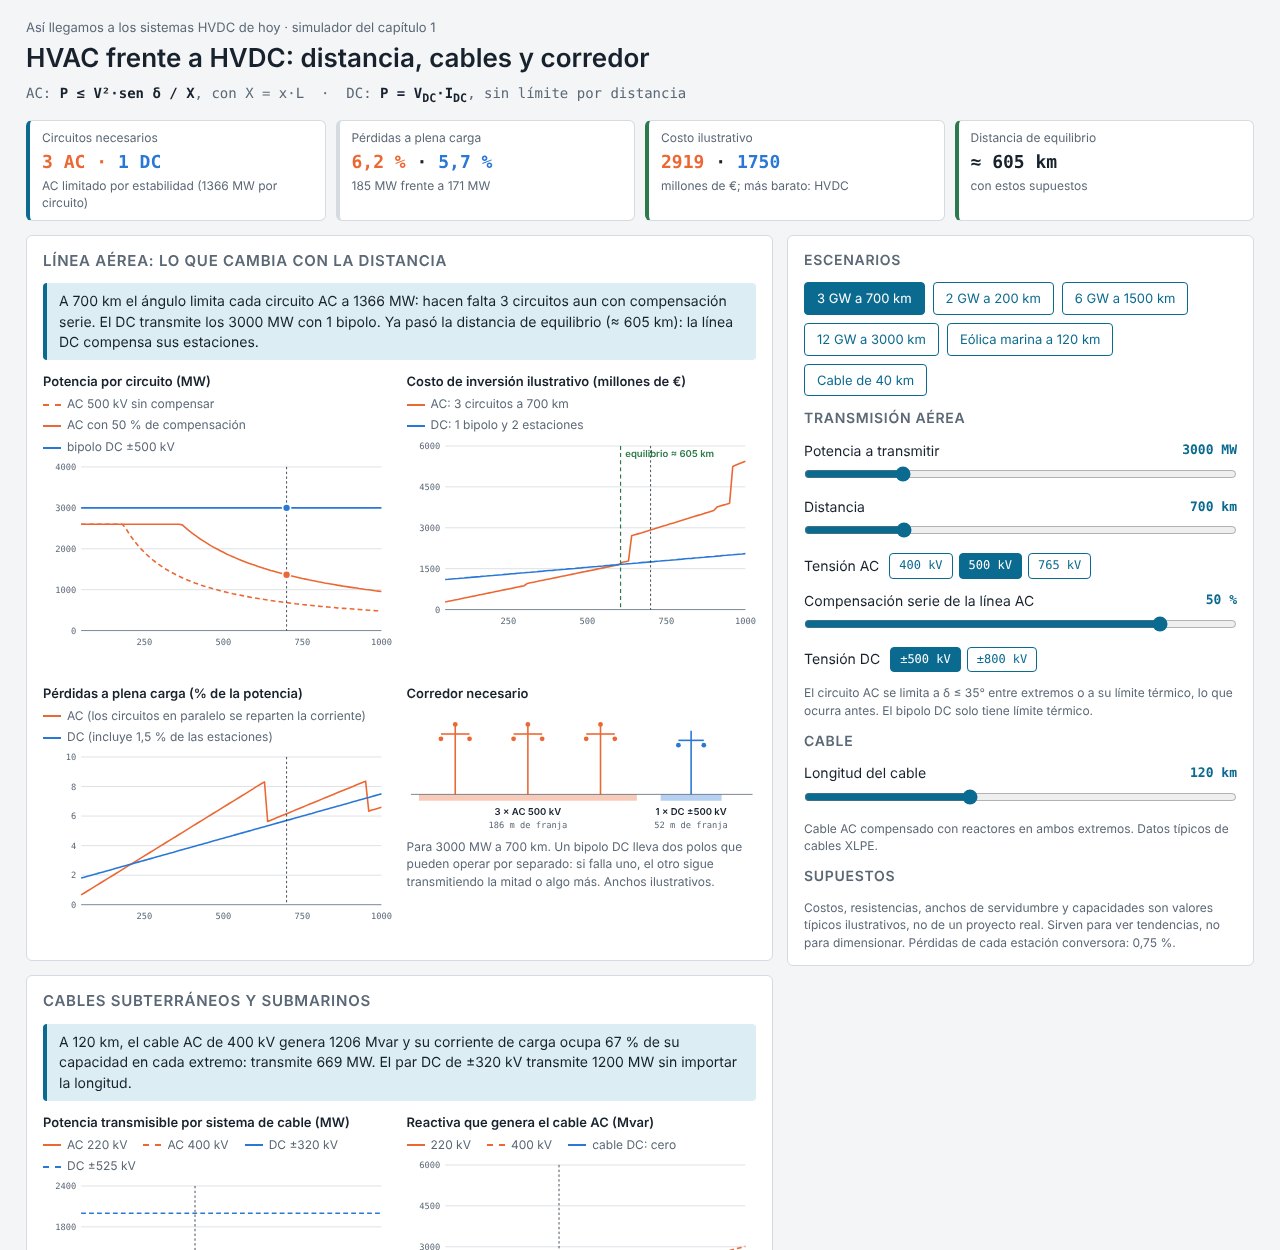 Así llegamos a los sistemas HVDC de hoy · simulador del capítulo 1
HVAC frente a HVDC: distancia, cables y corredor
AC: P ≤ V²·sen δ / X, con X = x·L · DC: P = VDC·IDC, sin límite por distancia
Circuitos necesarios
3 AC · 1 DC
AC limitado por estabilidad (1366 MW por
circuito)
Pérdidas a plena carga
6,2 % · 5,7 %
185 MW frente a 171 MW
Costo ilustrativo
2919 · 1750
millones de €; más barato: HVDC
Distancia de equilibrio
≈ 605 km
con estos supuestos
LÍNEA AÉREA: LO QUE CAMBIA CON LA DISTANCIA
A 700 km el ángulo limita cada circuito AC a 1366 MW: hacen falta 3 circuitos aun con compensación
serie. El DC transmite los 3000 MW con 1 bipolo. Ya pasó la distancia de equilibrio (≈ 605 km): la línea
DC compensa sus estaciones.
Potencia por circuito (MW)
AC 500 kV sin compensar
AC con 50 % de compensación
bipolo DC ±500 kV
4000
3000
2000
1000
0
250 500 750 1000
Costo de inversión ilustrativo (millones de €)
AC: 3 circuitos a 700 km
DC: 1 bipolo y 2 estaciones
6000
equilibrio ≈ 605 km
4500
3000
1500
0
250 500 750 1000
Pérdidas a plena carga (% de la potencia)
AC (los circuitos en paralelo se reparten la corriente)
DC (incluye 1,5 % de las estaciones)
10
8
6
4
2
0
250 500 750 1000
Corredor necesario
3 × AC 500 kV
186 m de franja
1 × DC ±500 kV
52 m de franja
Para 3000 MW a 700 km. Un bipolo DC lleva dos polos que
pueden operar por separado: si falla uno, el otro sigue
transmitiendo la mitad o algo más. Anchos ilustrativos.
ESCENARIOS
3 GW a 700 km
2 GW a 200 km
6 GW a 1500 km
12 GW a 3000 km
Eólica marina a 120 km
Cable de 40 km
TRANSMISIÓN AÉREA
Potencia a transmitir 3000 MW
Distancia 700 km
Tensión AC 400 kV 500 kV 765 kV
Compensación serie de la línea AC 50 %
Tensión DC ±500 kV ±800 kV
El circuito AC se limita a δ ≤ 35° entre extremos o a su límite térmico, lo que
ocurra antes. El bipolo DC solo tiene límite térmico.
CABLE
Longitud del cable 120 km
Cable AC compensado con reactores en ambos extremos. Datos típicos de
cables XLPE.
SUPUESTOS
Costos, resistencias, anchos de servidumbre y capacidades son valores
típicos ilustrativos, no de un proyecto real. Sirven para ver tendencias, no
para dimensionar. Pérdidas de cada estación conversora: 0,75 %.
CABLES SUBTERRÁNEOS Y SUBMARINOS
A 120 km, el cable AC de 400 kV genera 1206 Mvar y su corriente de carga ocupa 67 % de su
capacidad en cada extremo: transmite 669 MW. El par DC de ±320 kV transmite 1200 MW sin importar
la longitud.
Potencia transmisible por sistema de cable (MW)
AC 220 kV
AC 400 kV
DC ±320 kV
DC ±525 kV
2400
1800
Reactiva que genera el cable AC (Mvar)
220 kV
400 kV
cable DC: cero
6000
4500
3000